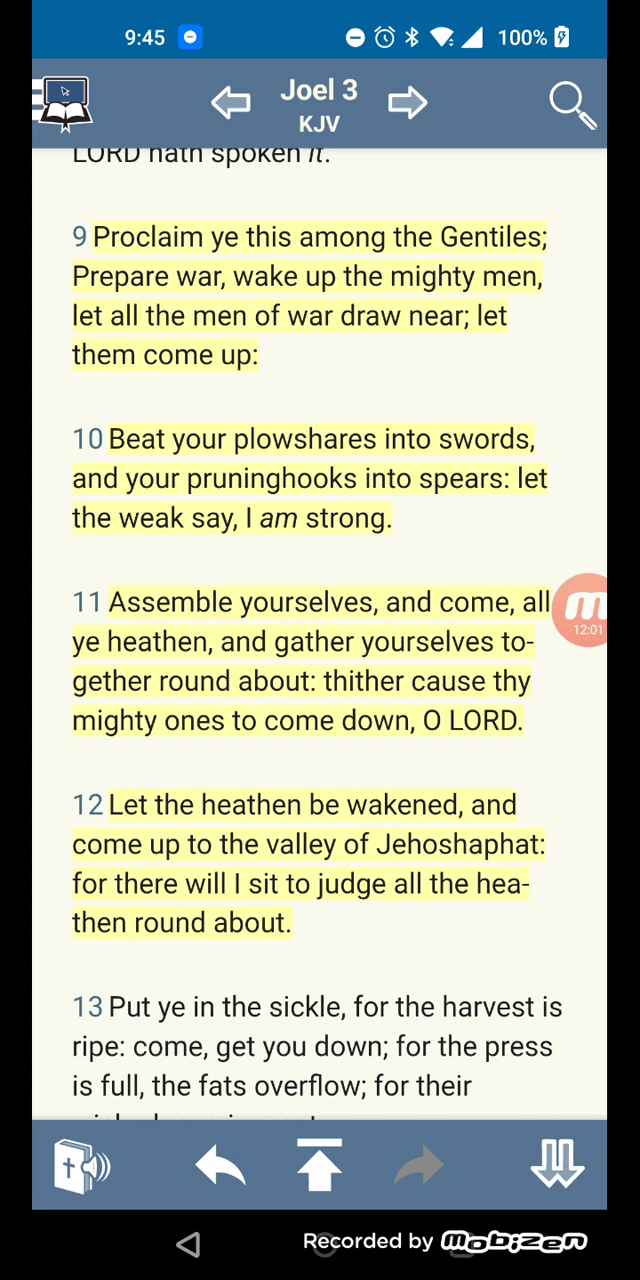 9:45
100%
Joel 3
KJV
LORD hath spoken it.
9 Proclaim ye this among the Gentiles;
Prepare war, wake up the mighty men,
let all the men of war draw near; let
them come up:
10 Beat your plowshares into swords,
and your pruninghooks into spears: let
the weak say, I am strong.
11 Assemble yourselves, and come, all
ye heathen, and gather yourselves to-
gether round about: thither cause thy
mighty ones to come down, O LORD.
12:01
12 Let the heathen be wakened, and
come up to the valley of Jehoshaphat:
for there will I sit to judge all the hea-
then round about.
13 Put ye in the sickle, for the harvest is
ripe: come, get you down; for the press
is full, the fats overflow; for their
Recorded by mobizen